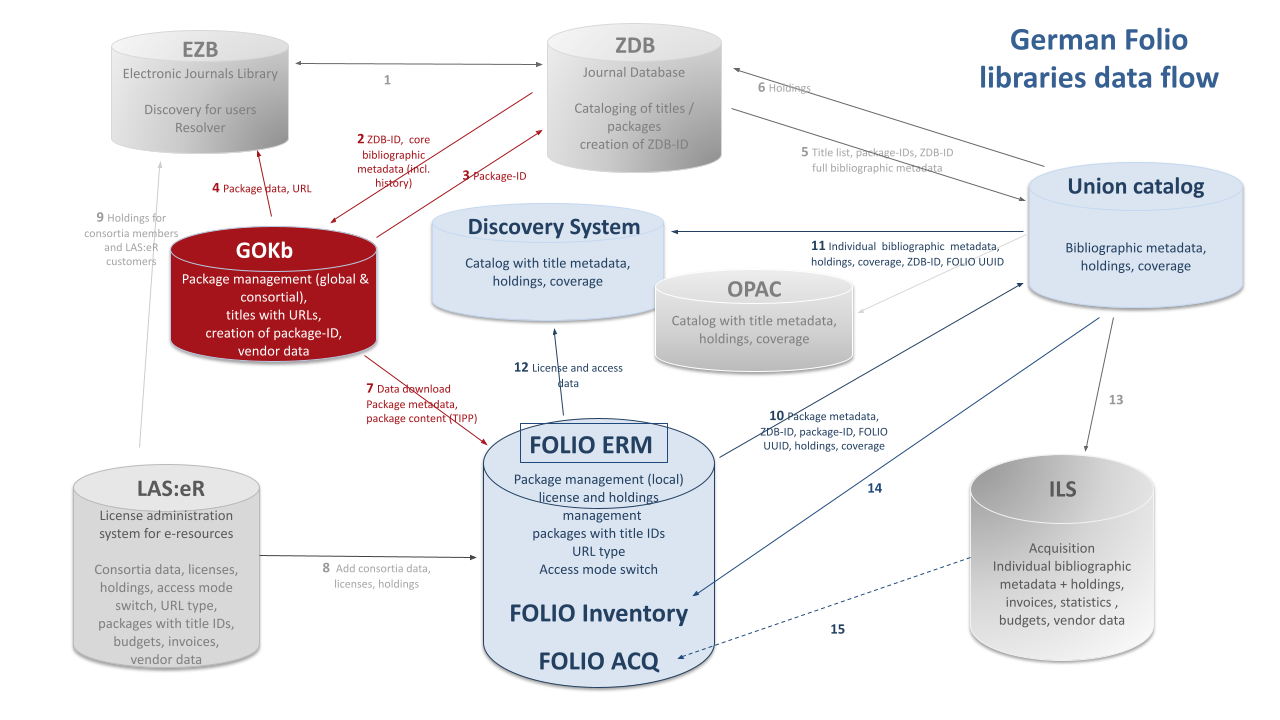 German Folio
libraries data flow
EZB
Electronic Journals Library
Discovery for users
Resolver
1
ZDB
Journal Database
Cataloging of titles /
packages
creation of ZDB-ID
6 Holdings
5 Title list, package-IDs, ZDB-ID
full bibliographic metadata
2 ZDB-ID, core
bibliographic
metadata (incl.
history)
3 Package-ID
4 Package data, URL
9 Holdings for
consortia members
and LAS:eR
customers
GOKb
Package management (global &
consortial),
titles with URLs,
creation of package-ID,
vendor data
Discovery System
Catalog with title metadata,
holdings, coverage
OPAC
Catalog with title metadata,
holdings, coverage
Union catalog
Bibliographic metadata,
holdings, coverage
11 Individual bibliographic metadata,
holdings, coverage, ZDB-ID, FOLIO UUID
12 License and access
data
7 Data download
Package metadata,
package content (TIPP)
10 Package metadata,
ZDB-ID, package-ID, FOLIO
UUID, holdings, coverage
13
14
FOLIO ERM
Package management (local)
license and holdings
management
packages with title IDs
URL type
Access mode switch
FOLIO Inventory
FOLIO ACQ
LAS:eR
License administration
system for e-resources
Consortia data, licenses,
holdings, access mode
switch, URL type,
packages with title IDs,
budgets, invoices,
vendor data
8 Add consortia data,
licenses, holdings
ILS
Acquisition
Individual bibliographic
metadata + holdings,
invoices, statistics ,
budgets, vendor data
15